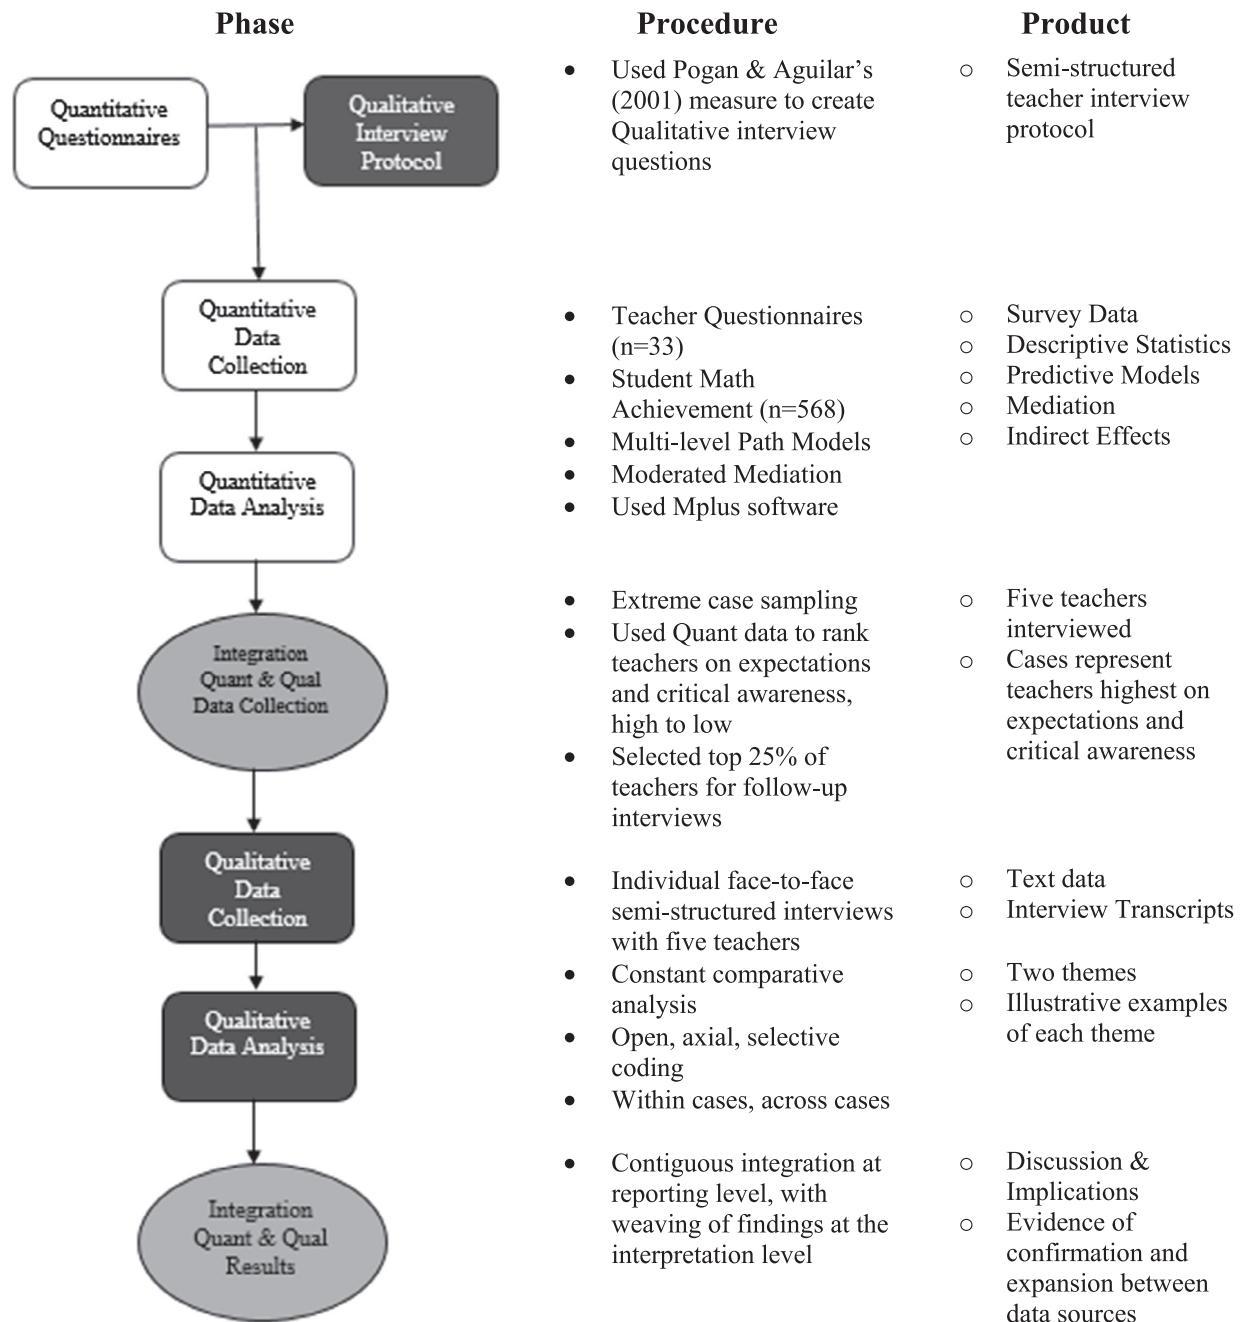 Phase
Procedure
Product
Quantitative
Questionnaires
Qualitative
Interview
Protocol
• Used Pogan & Aguilar's
(2001) measure to create
Qualitative interview
questions
○ Semi-structured
teacher interview
protocol
Quantitative
Data
Collection
Quantitative
Data Analysis
• Teacher Questionnaires
(n=33)
• Student Math
Achievement (n=568)
• Multi-level Path Models
• Moderated Mediation
• Used Mplus software
○ Survey Data
○ Descriptive Statistics
○ Predictive Models
○ Mediation
○ Indirect Effects
Integration
Quant & Qual
Data Collection
• Extreme case sampling
• Used Quant data to rank
teachers on expectations
and critical awareness,
high to low
• Selected top 25% of
teachers for follow-up
interviews
○ Five teachers
interviewed
○ Cases represent
teachers highest on
expectations and
critical awareness
Qualitative
Data
Collection
• Individual face-to-face
semi-structured interviews
with five teachers
○ Text data
○ Interview Transcripts
Qualitative
Data Analysis
• Constant comparative
analysis
• Open, axial, selective
coding
• Within cases, across cases
○ Two themes
○ Illustrative examples
of each theme
Integration
Quant & Qual
Results
• Contiguous integration at
reporting level, with
weaving of findings at the
interpretation level
○ Discussion &
Implications
○ Evidence of
confirmation and
expansion between
data sources